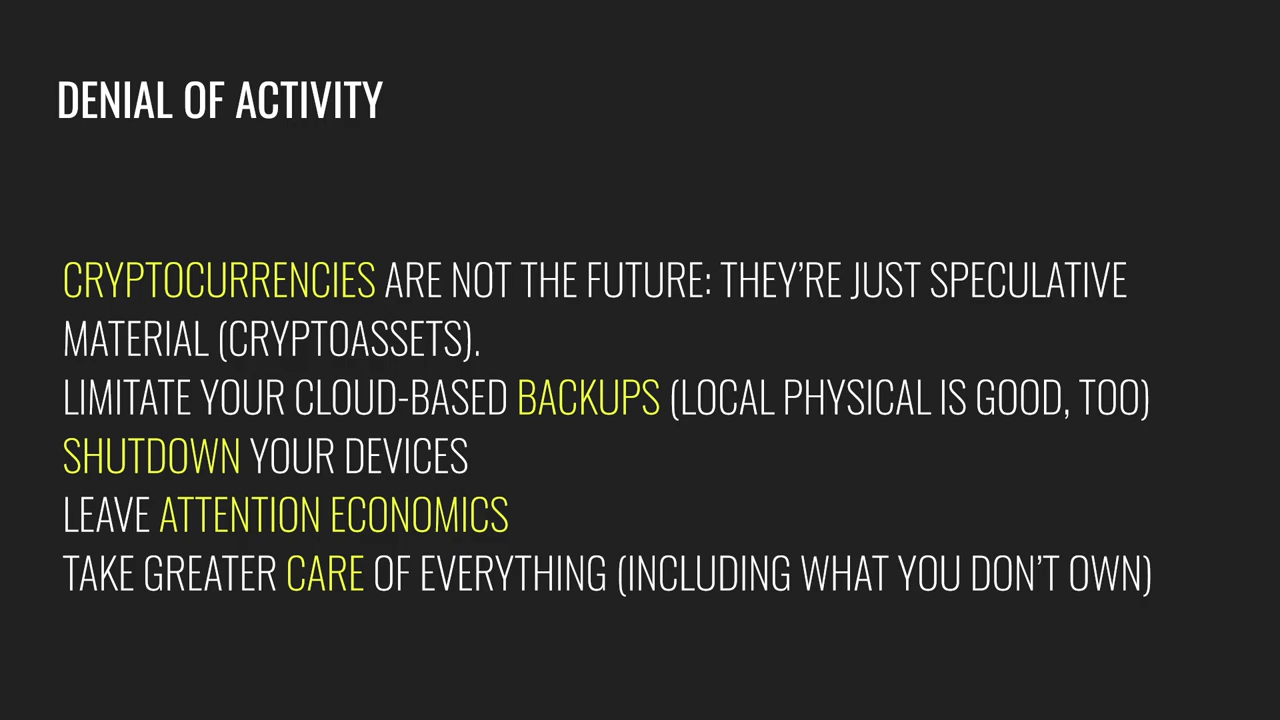 DENIAL OF ACTIVITY
CRYPTOCURRENCIES ARE NOT THE FUTURE: THEY’RE JUST SPECULATIVE
MATERIAL (CRYPTOASSETS).
LIMITATE YOUR CLOUD-BASED BACKUPS (LOCAL PHYSICAL IS GOOD, TOO)
SHUTDOWN YOUR DEVICES
LEAVE ATTENTION ECONOMICS
TAKE GREATER CARE OF EVERYTHING (INCLUDING WHAT YOU DON’T OWN)